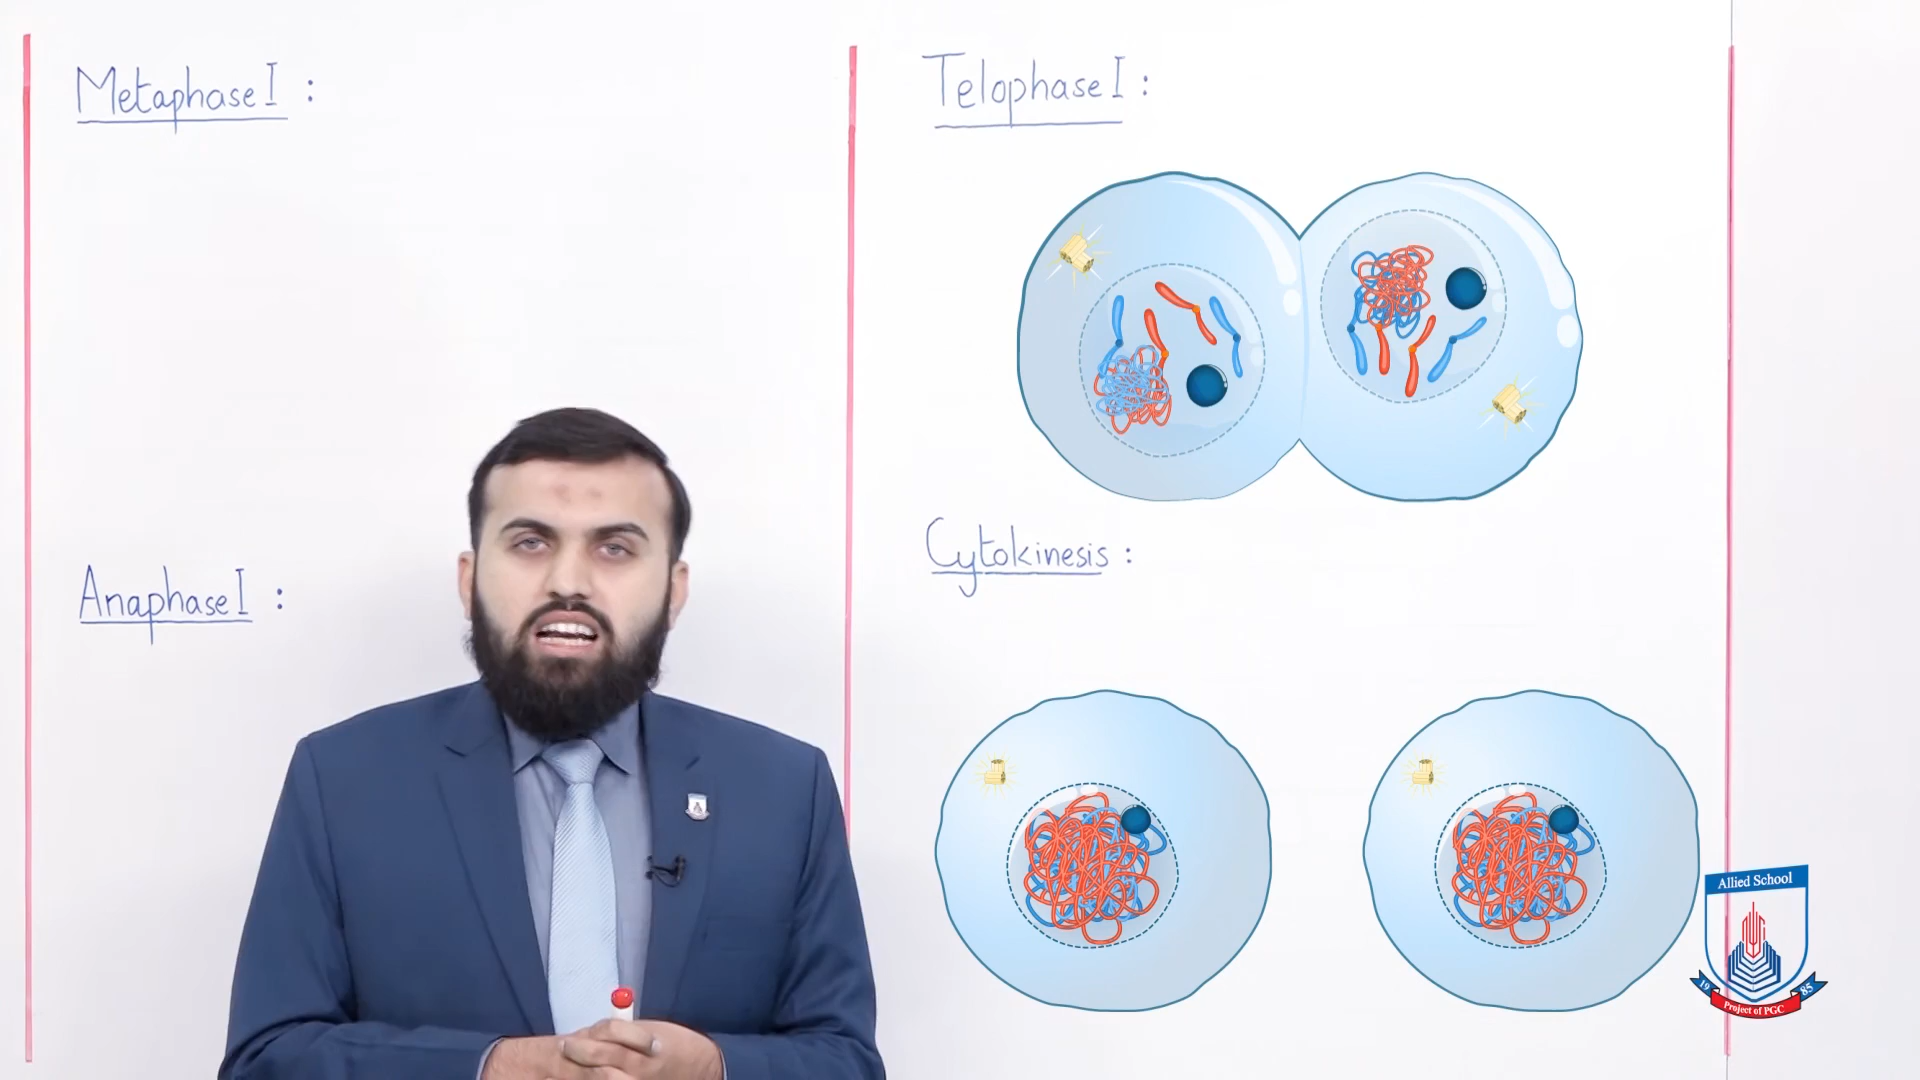 Metaphase I :
Anaphase I :
Telophase I :
Cytokinesis :
Allied School
19 85
Project of PGC